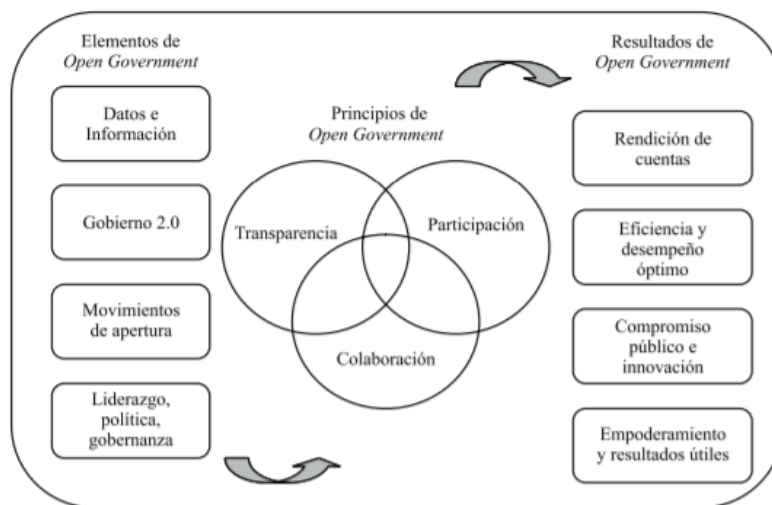 Elementos de
Open Government
Datos e
Información
Gobierno 2.0
Movimientos
de apertura
Liderazgo,
política,
gobernanza
Principios de
Open Government
Transparencia
Participación
Colaboración
Resultados de
Open Government
Rendición de
cuentas
Eficiencia y
desempeño
óptimo
Compromiso
público e
innovación
Empoderamiento
y resultados útiles